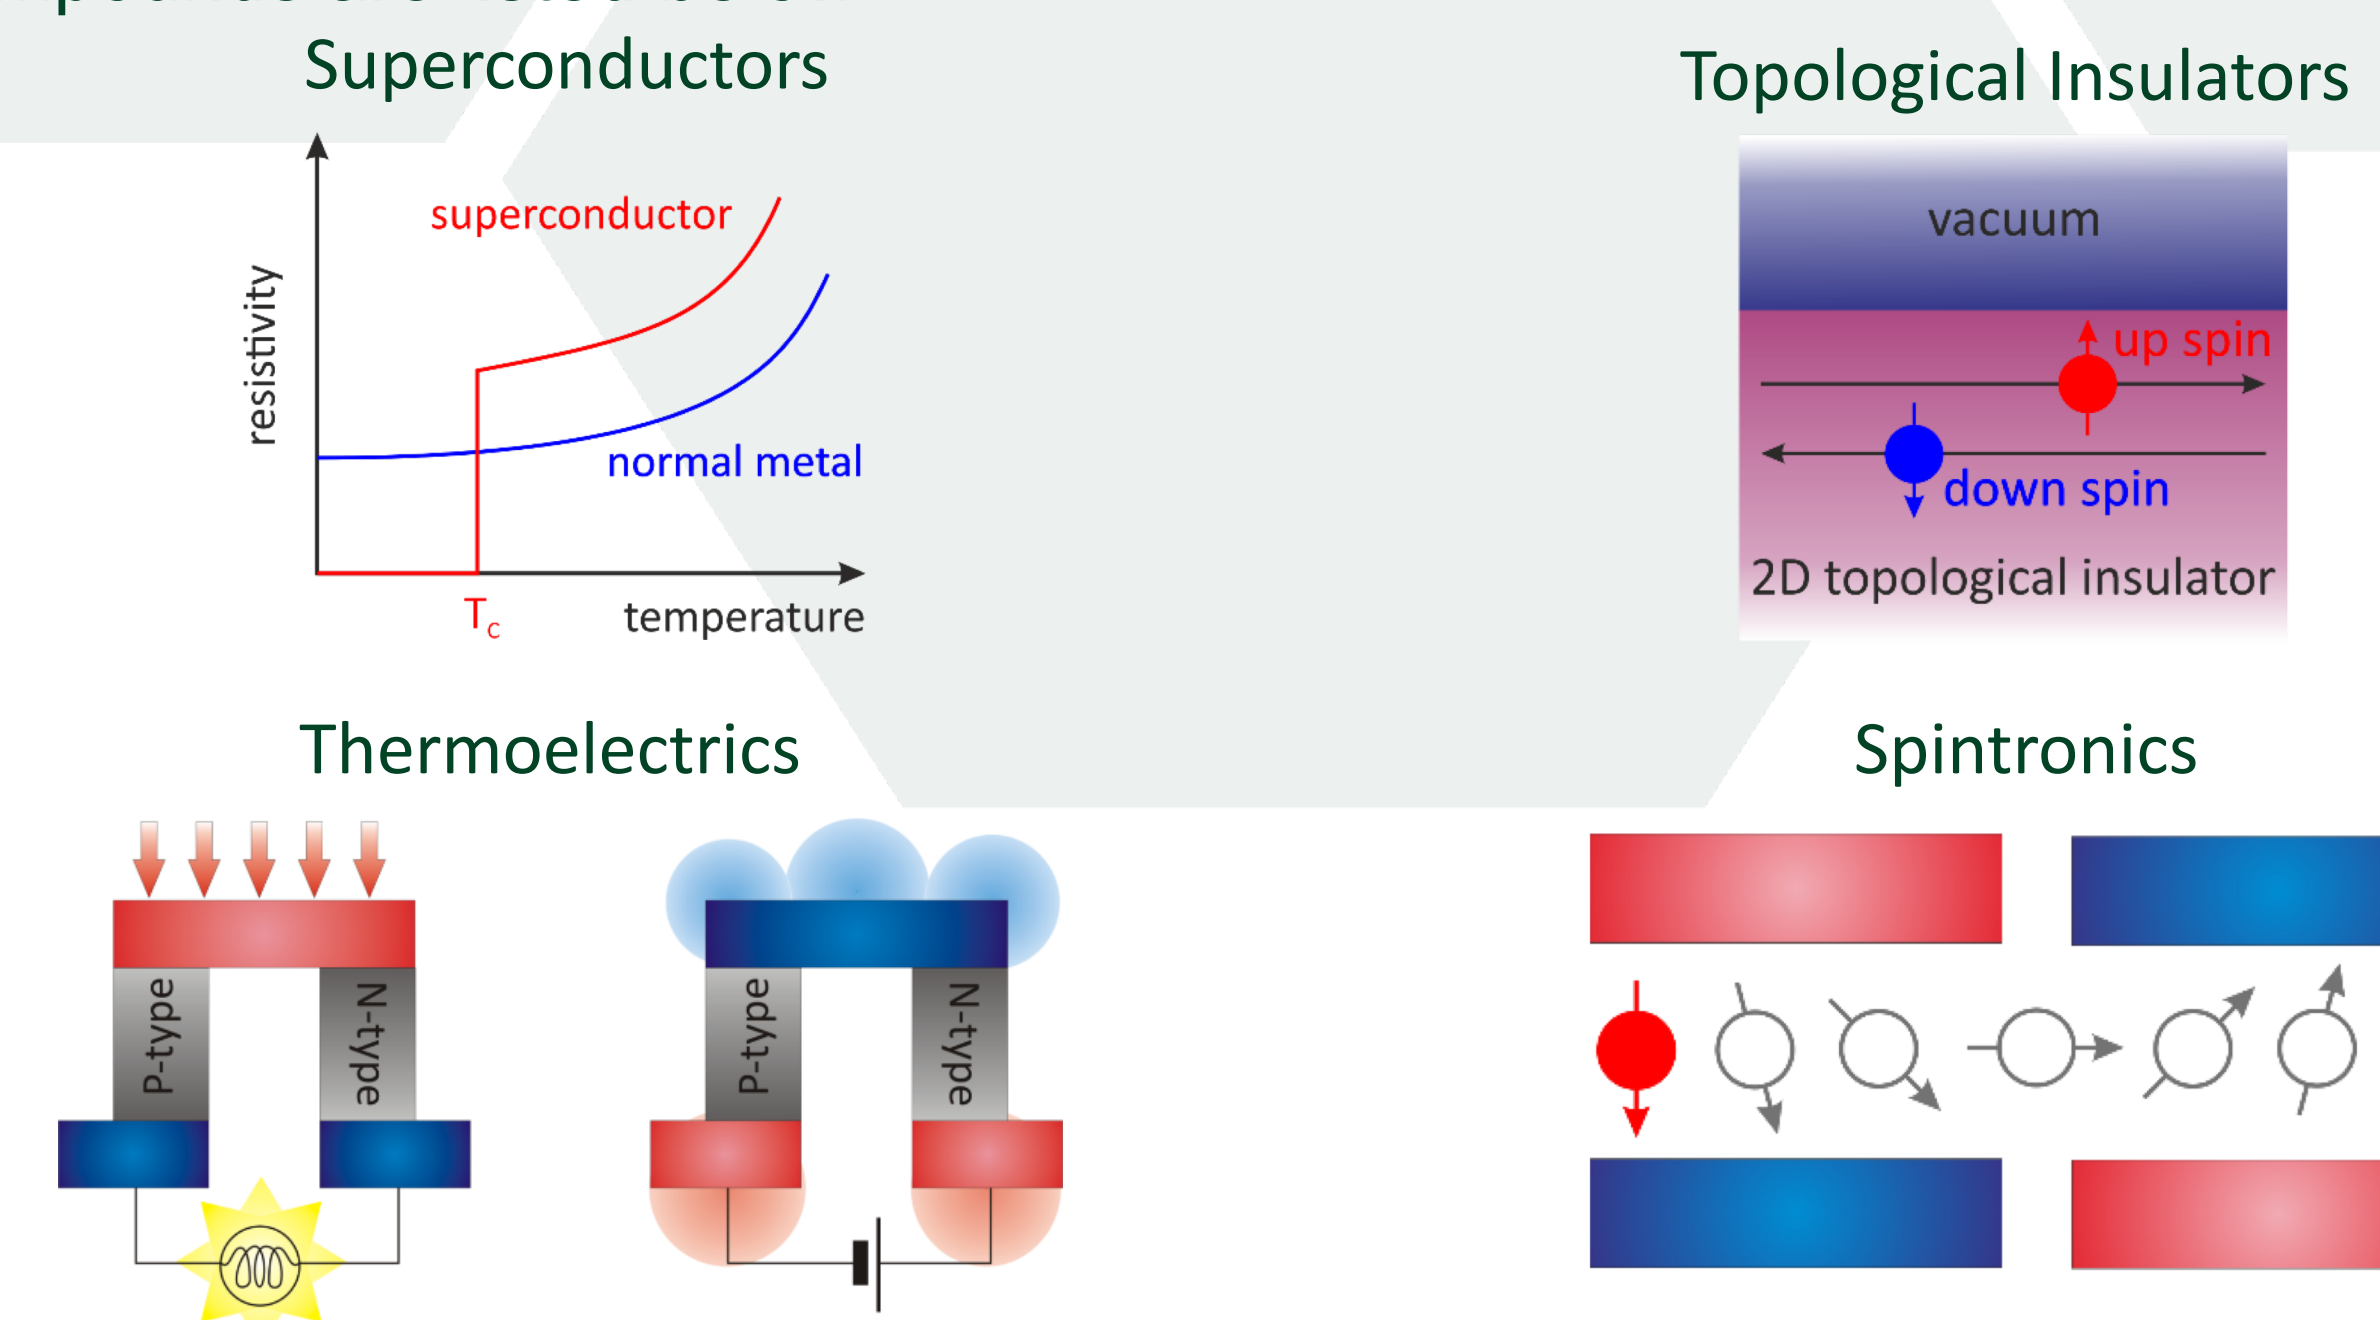 Superconductors
superconductor
resistivity
normal metal
T_c
temperature
Topological Insulators
vacuum
up spin
down spin
2D topological insulator
Thermoelectrics
P-type
N-type
P-type
N-type
Spintronics